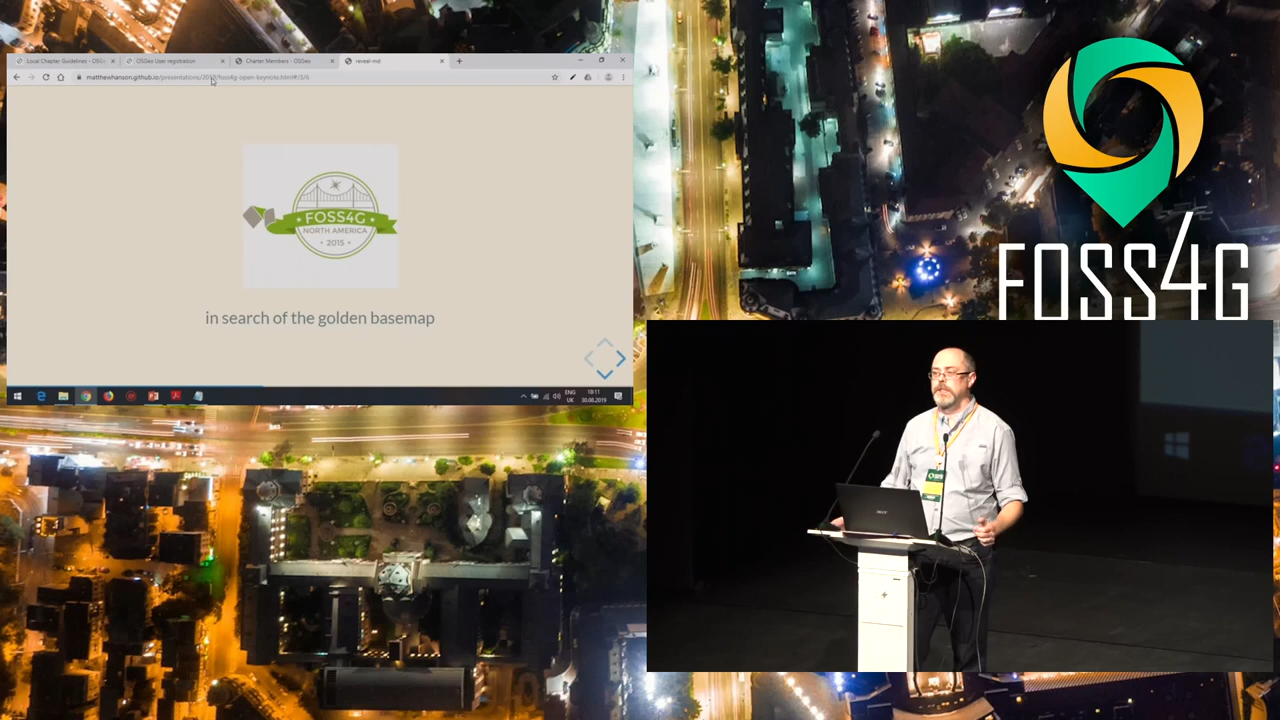 Local Chapter Guidelines - OSGe
OSGeo User registration
Charter Members - OSGeo
reveal-md
matthewhanson.github.io/presentations/2019/foss4g-open-keynote.html#/3/6
FOSS4G
NORTH AMERICA
• 2015 •
in search of the golden basemap
ENG
UK
18:11
30.08.2019
FOSS4G
acer